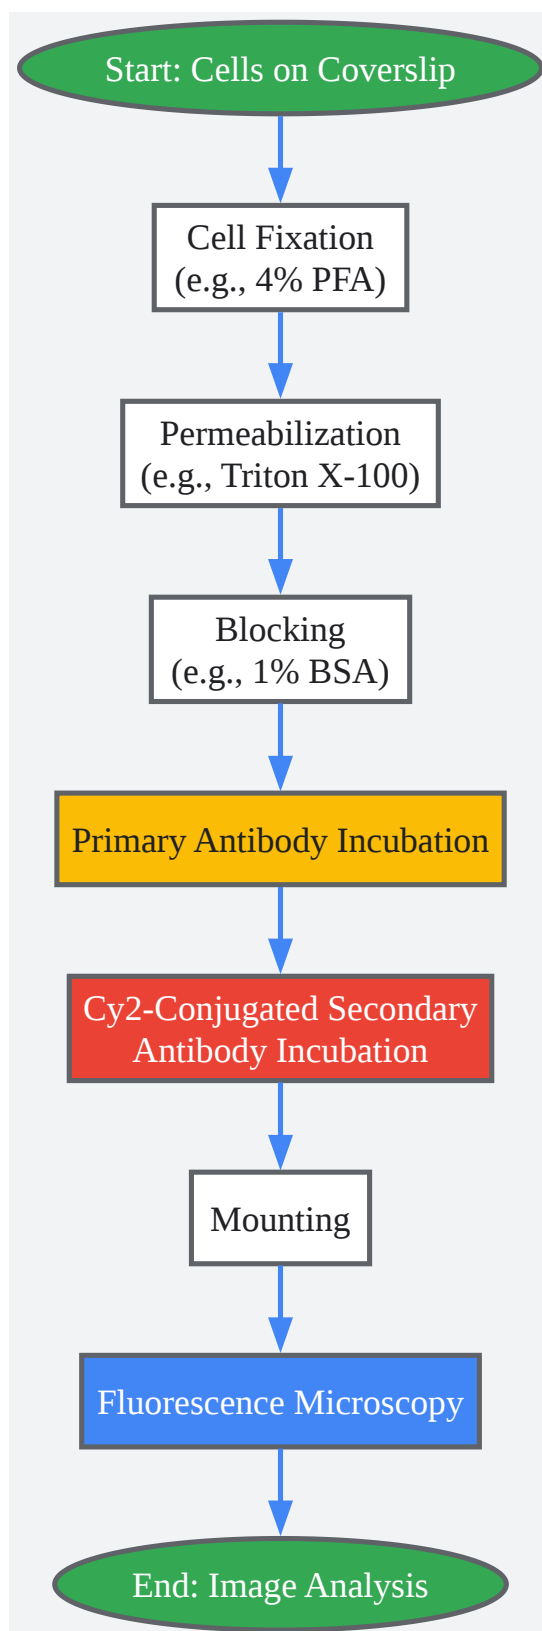 Start: Cells on Coverslip
Cell Fixation
(e.g., 4% PFA)
Permeabilization
(e.g., Triton X-100)
Blocking
(e.g., 1% BSA)
Primary Antibody Incubation
Cy2-Conjugated Secondary
Antibody Incubation
Mounting
Fluorescence Microscopy
End: Image Analysis